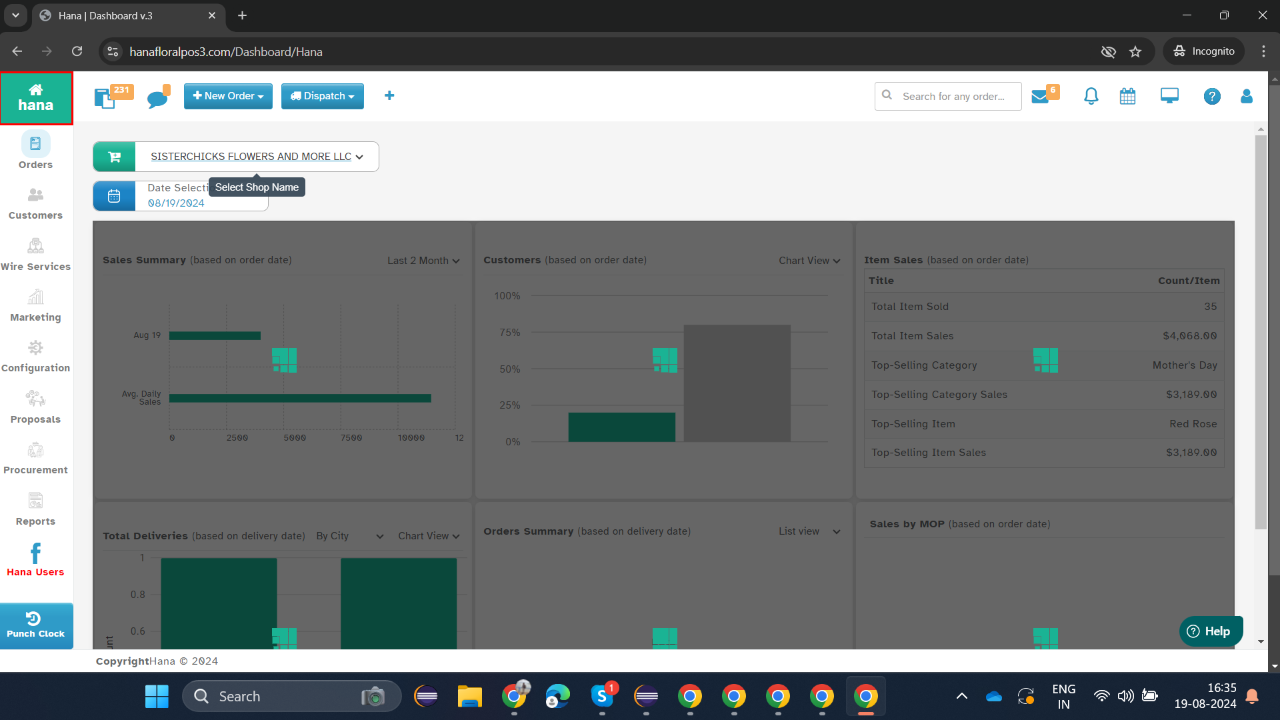 Hana | Dashboard v.3
hanafloralpos3.com/Dashboard/Hana
Incognito
hana
231
New Order
Dispatch
Search for any order...
6
Orders
Customers
Wire Services
Marketing
Configuration
Proposals
Procurement
Reports
Hana Users
Punch Clock
SISTERCHICKS FLOWERS AND MORE LLC
Select Shop Name
Date Selecti
08/19/2024
Sales Summary (based on order date)
Last 2 Month
Aug 19
Avg. Daily
Sales
0 2500 5000 7500 10000 12
Customers (based on order date)
Chart View
100%
75%
50%
25%
0%
Item Sales (based on order date)
Title Count/Item
Total Item Sold 35
Total Item Sales $4,068.00
Top-Selling Category Mother's Day
Top-Selling Category Sales $3,189.00
Top-Selling Item Red Rose
Top-Selling Item Sales $3,189.00
Total Deliveries (based on delivery date)
By City
Chart View
1
0.8
0.6
unt
Orders Summary (based on delivery date)
List view
Sales by MOP (based on order date)
Help
CopyrightHana © 2024
Search
1
ENG
IN
16:35
19-08-2024